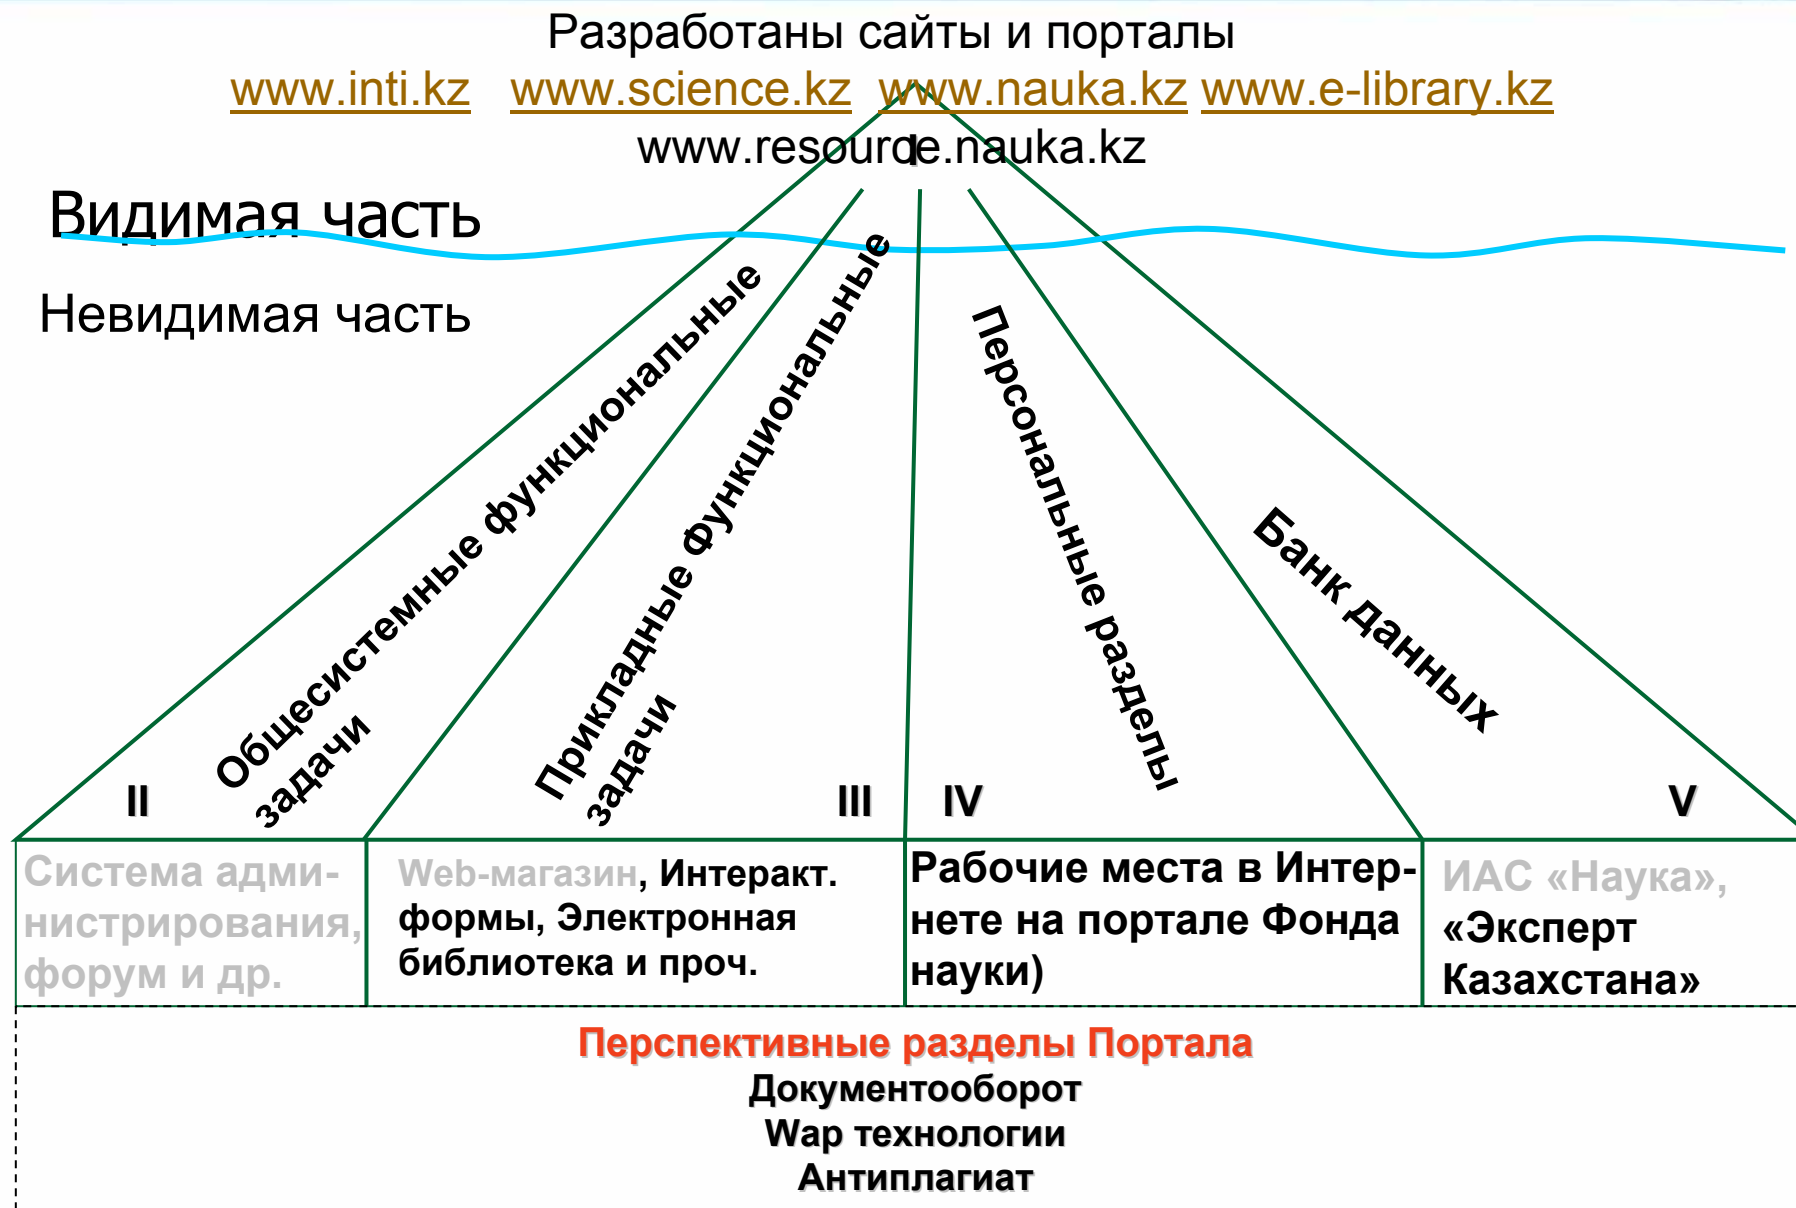 Разработаны сайты и порталы
www.inti.kz www.science.kz www.nauka.kz www.e-library.kz
www.resource.nauka.kz
I
Видимая часть
Невидимая часть
Общесистемные функциональные
задачи
Прикладные Функциональные
задачи
Персональные разделы
Банк данных
II
III
IV
V
Система адми-
нистрирования,
форум и др.
Web-магазин, Интеракт.
формы, Электронная
библиотека и проч.
Рабочие места в Интер-
нете на портале Фонда
науки)
ИАС «Наука»,
«Эксперт
Казахстана»
Перспективные разделы Портала
Документооборот
Wap технологии
Антиплагиат